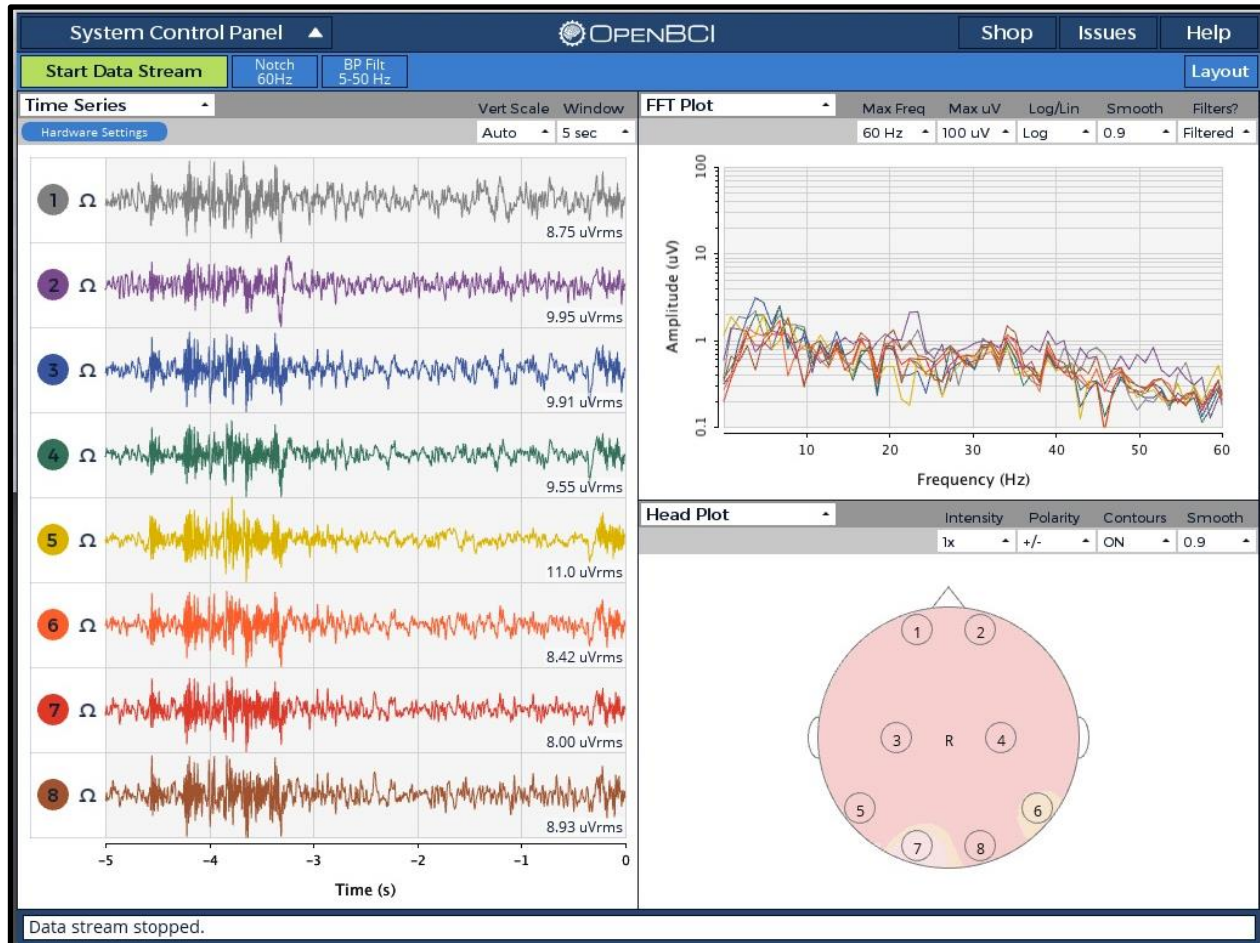 System Control Panel
OPENBCI
Shop
Issues
Help
Start Data Stream
Notch
60Hz
BP Filt
5-50 Hz
Layout
Time Series
Vert Scale
Window
Hardware Settings
Auto
5 sec
1 Ω
8.75 uVrms
2 Ω
9.95 uVrms
3 Ω
9.91 uVrms
4 Ω
9.55 uVrms
5 Ω
11.0 uVrms
6 Ω
8.42 uVrms
7 Ω
8.00 uVrms
8 Ω
8.93 uVrms
-5 -4 -3 -2 -1 0
Time (s)
FFT Plot
Max Freq
Max uV
Log/Lin
Smooth
Filters?
60 Hz
100 uV
Log
0.9
Filtered
100
10
1
0.1
Amplitude (uV)
10 20 30 40 50 60
Frequency (Hz)
Head Plot
Intensity
Polarity
Contours
Smooth
1x
+/-
ON
0.9
1 2
3 R 4
5 6
7 8
Data stream stopped.